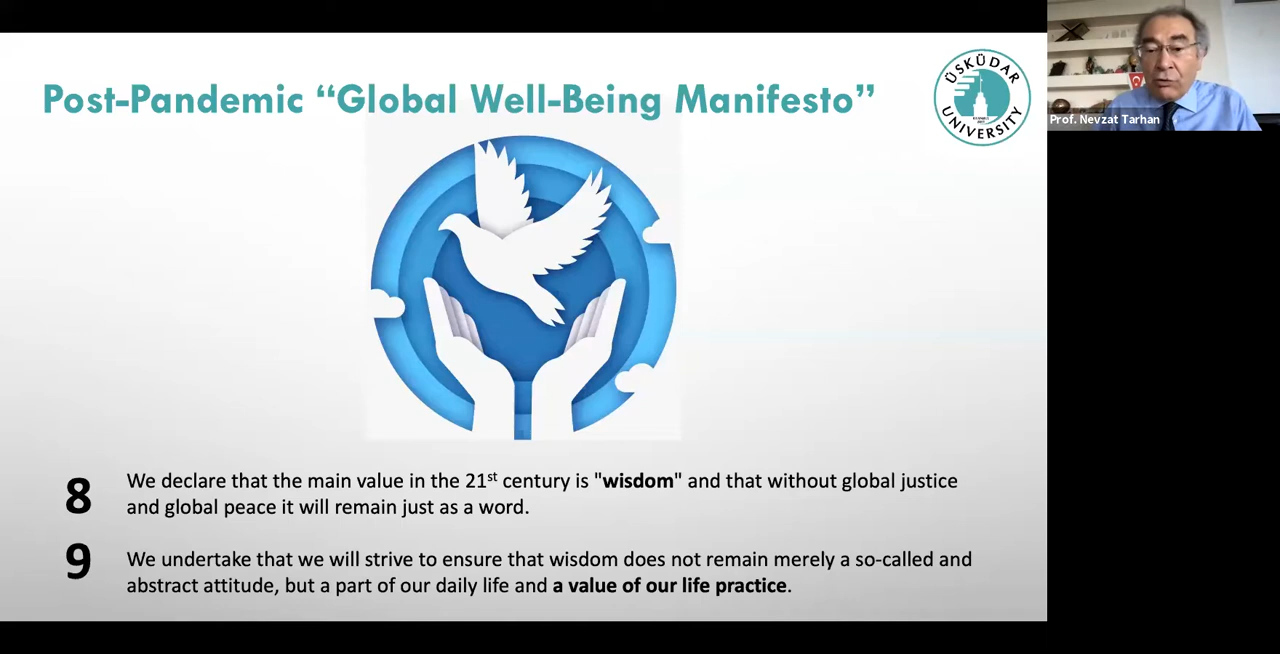 Post-Pandemic “Global Well-Being Manifesto”
ÜSKÜDAR
UNIVERSITY
Prof. Nevzat Tarhan
8
We declare that the main value in the 21st century is "wisdom" and that without global justice
and global peace it will remain just as a word.
9
We undertake that we will strive to ensure that wisdom does not remain merely a so-called and
abstract attitude, but a part of our daily life and a value of our life practice.